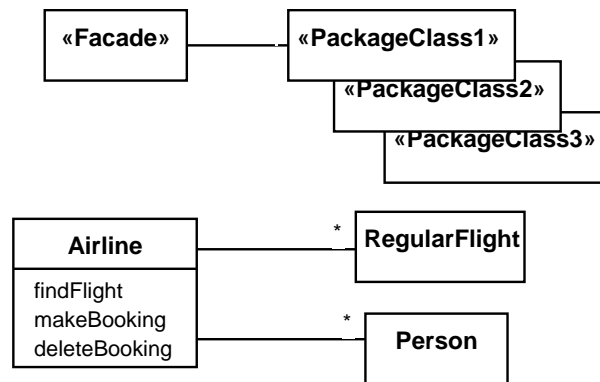 «Facade»
«PackageClass1»
«PackageClass2»
«PackageClass3»
Airline
findFlight
makeBooking
deleteBooking
*
RegularFlight
*
Person